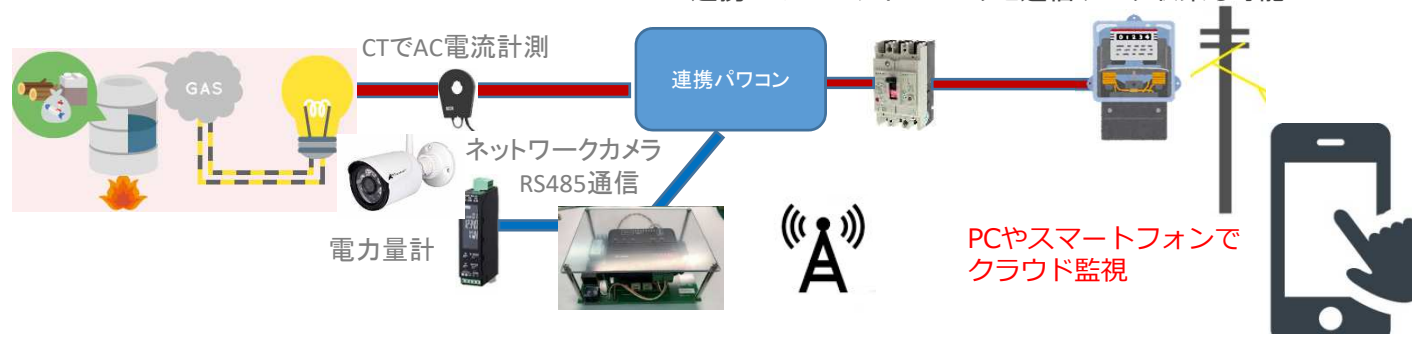 CTでAC電流計測
GAS
連携パワコン
01234
ネットワークカメラ
RS485通信
電力量計
PCやスマートフォンで
クラウド監視